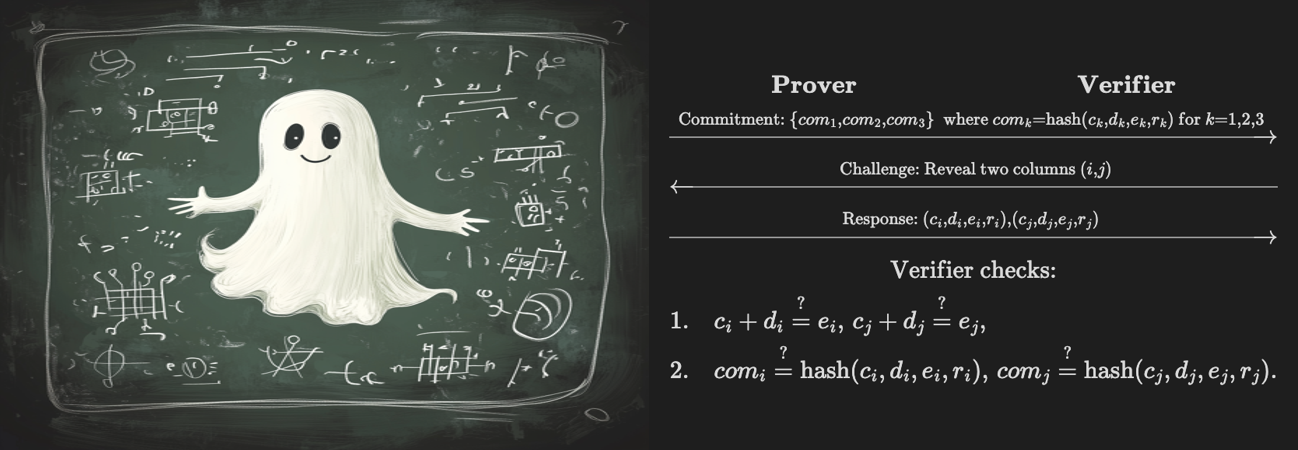 Prover Verifier
Commitment: {com₁,com₂,com₃} where comₖ=hash(cₖ,dₖ,eₖ,rₖ) for k=1,2,3
Challenge: Reveal two columns (i,j)
Response: (cᵢ,dᵢ,eᵢ,rᵢ),(cⱼ,dⱼ,eⱼ,rⱼ)
Verifier checks:
1. cᵢ + dᵢ ≟ eᵢ, cⱼ + dⱼ ≟ eⱼ,
2. comᵢ ≟ hash(cᵢ, dᵢ, eᵢ, rᵢ), comⱼ ≟ hash(cⱼ, dⱼ, eⱼ, rⱼ).